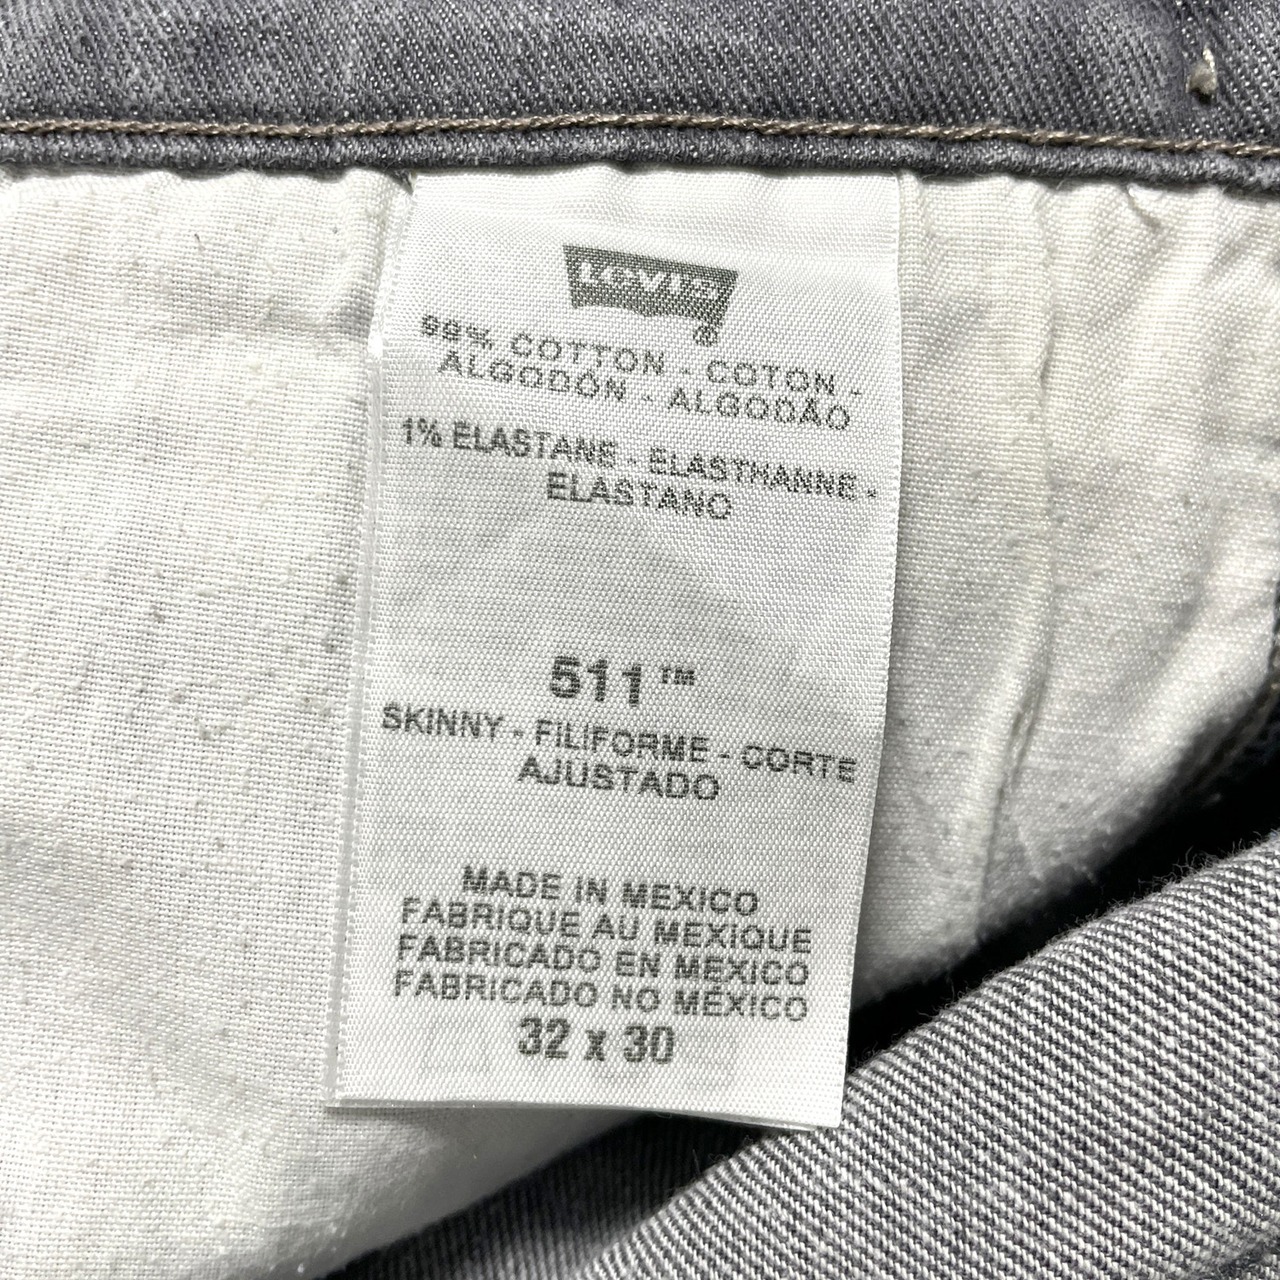 LEVI'S
®
99% COTTON - COTON -
ALGODÓN - ALGODÃO
1% ELASTANE - ELASTHANNE -
ELASTANO
511™
SKINNY - FILIFORME - CORTE
AJUSTADO
MADE IN MEXICO
FABRIQUE AU MEXIQUE
FABRICADO EN MÉXICO
FABRICADO NO MÉXICO
32 x 30